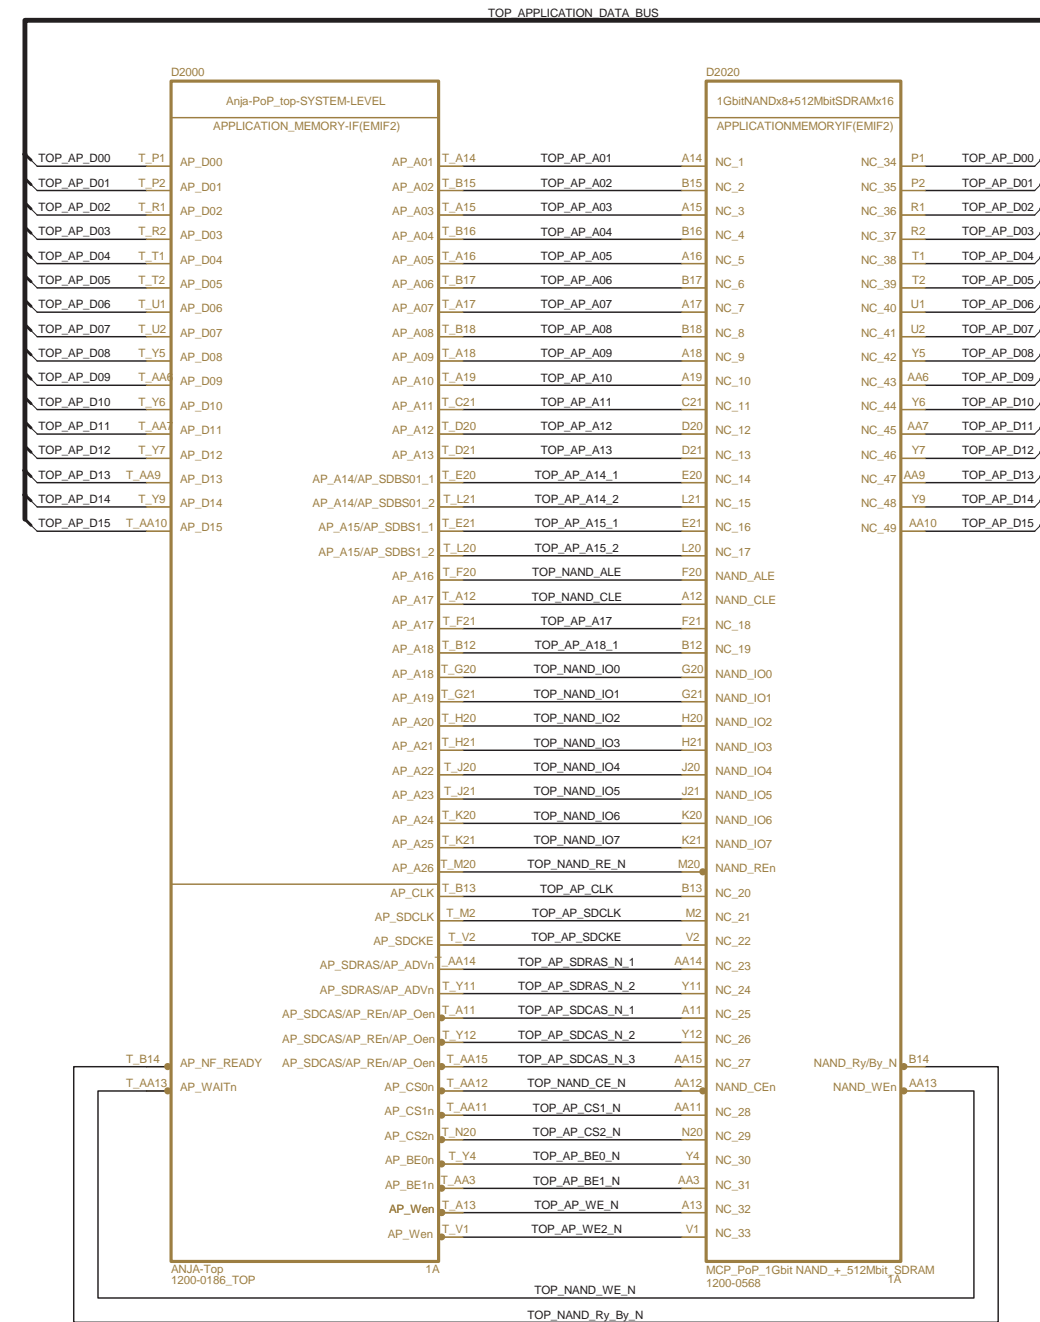 TOP_APPLICATION_DATA_BUS
D2000 D2020
Anja-PoP_top-SYSTEM-LEVEL 1GbitNANDx8+512MbitSDRAMx16
APPLICATION_MEMORY-IF(EMIF2) APPLICATIONMEMORYIF(EMIF2)
TOP_AP_D00 T_P1 AP_D00 AP_A01 T_A14 TOP_AP_A01 A14 NC_1 NC_34 P1 TOP_AP_D00
TOP_AP_D01 T_P2 AP_D01 AP_A02 T_B15 TOP_AP_A02 B15 NC_2 NC_35 P2 TOP_AP_D01
TOP_AP_D02 T_R1 AP_D02 AP_A03 T_A15 TOP_AP_A03 A15 NC_3 NC_36 R1 TOP_AP_D02
TOP_AP_D03 T_R2 AP_D03 AP_A04 T_B16 TOP_AP_A04 B16 NC_4 NC_37 R2 TOP_AP_D03
TOP_AP_D04 T_T1 AP_D04 AP_A05 T_A16 TOP_AP_A05 A16 NC_5 NC_38 T1 TOP_AP_D04
TOP_AP_D05 T_T2 AP_D05 AP_A06 T_B17 TOP_AP_A06 B17 NC_6 NC_39 T2 TOP_AP_D05
TOP_AP_D06 T_U1 AP_D06 AP_A07 T_A17 TOP_AP_A07 A17 NC_7 NC_40 U1 TOP_AP_D06
TOP_AP_D07 T_U2 AP_D07 AP_A08 T_B18 TOP_AP_A08 B18 NC_8 NC_41 U2 TOP_AP_D07
TOP_AP_D08 T_Y5 AP_D08 AP_A09 T_A18 TOP_AP_A09 A18 NC_9 NC_42 Y5 TOP_AP_D08
TOP_AP_D09 T_AA6 AP_D09 AP_A10 T_A19 TOP_AP_A10 A19 NC_10 NC_43 AA6 TOP_AP_D09
TOP_AP_D10 T_Y6 AP_D10 AP_A11 T_C21 TOP_AP_A11 C21 NC_11 NC_44 Y6 TOP_AP_D10
TOP_AP_D11 T_AA7 AP_D11 AP_A12 T_D20 TOP_AP_A12 D20 NC_12 NC_45 AA7 TOP_AP_D11
TOP_AP_D12 T_Y7 AP_D12 AP_A13 T_D21 TOP_AP_A13 D21 NC_13 NC_46 Y7 TOP_AP_D12
TOP_AP_D13 T_AA9 AP_D13 AP_A14/AP_SDBS01_1 T_E20 TOP_AP_A14_1 E20 NC_14 NC_47 AA9 TOP_AP_D13
TOP_AP_D14 T_Y9 AP_D14 AP_A14/AP_SDBS01_2 T_L21 TOP_AP_A14_2 L21 NC_15 NC_48 Y9 TOP_AP_D14
TOP_AP_D15 T_AA10 AP_D15 AP_A15/AP_SDBS1_1 T_E21 TOP_AP_A15_1 E21 NC_16 NC_49 AA10 TOP_AP_D15
AP_A15/AP_SDBS1_2 T_L20 TOP_AP_A15_2 L20 NC_17
AP_A16 T_F20 TOP_NAND_ALE F20 NAND_ALE
AP_A17 T_A12 TOP_NAND_CLE A12 NAND_CLE
AP_A17 T_F21 TOP_AP_A17 F21 NC_18
AP_A18 T_B12 TOP_AP_A18_1 B12 NC_19
AP_A18 T_G20 TOP_NAND_IO0 G20 NAND_IO0
AP_A19 T_G21 TOP_NAND_IO1 G21 NAND_IO1
AP_A20 T_H20 TOP_NAND_IO2 H20 NAND_IO2
AP_A21 T_H21 TOP_NAND_IO3 H21 NAND_IO3
AP_A22 T_J20 TOP_NAND_IO4 J20 NAND_IO4
AP_A23 T_J21 TOP_NAND_IO5 J21 NAND_IO5
AP_A24 T_K20 TOP_NAND_IO6 K20 NAND_IO6
AP_A25 T_K21 TOP_NAND_IO7 K21 NAND_IO7
AP_A26 T_M20 TOP_NAND_RE_N M20 NAND_REn
AP_CLK T_B13 TOP_AP_CLK B13 NC_20
AP_SDCLK T_M2 TOP_AP_SDCLK M2 NC_21
AP_SDCKE T_V2 TOP_AP_SDCKE V2 NC_22
AP_SDRAS/AP_ADVn T_AA14 TOP_AP_SDRAS_N_1 AA14 NC_23
AP_SDRAS/AP_ADVn T_Y11 TOP_AP_SDRAS_N_2 Y11 NC_24
AP_SDCAS/AP_REn/AP_Oen T_A11 TOP_AP_SDCAS_N_1 A11 NC_25
AP_SDCAS/AP_REn/AP_Oen T_Y12 TOP_AP_SDCAS_N_2 Y12 NC_26
T_B14 AP_NF_READY AP_SDCAS/AP_REn/AP_Oen T_AA15 TOP_AP_SDCAS_N_3 AA15 NC_27 NAND_Ry/By_N B14
T_AA13 AP_WAITn AP_CS0n T_AA12 TOP_NAND_CE_N AA12 NAND_CEn NAND_WEn AA13
AP_CS1n T_AA11 TOP_AP_CS1_N AA11 NC_28
AP_CS2n T_N20 TOP_AP_CS2_N N20 NC_29
AP_BE0n T_Y4 TOP_AP_BE0_N Y4 NC_30
AP_BE1n T_AA3 TOP_AP_BE1_N AA3 NC_31
AP_Wen T_A13 TOP_AP_WE_N A13 NC_32
AP_Wen T_V1 TOP_AP_WE2_N V1 NC_33
ANJA-Top 1A MCP_PoP_1Gbit NAND_+_512Mbit_SDRAM
1200-0186_TOP 1200-0568 1A
TOP_NAND_WE_N
TOP_NAND_Ry_By_N